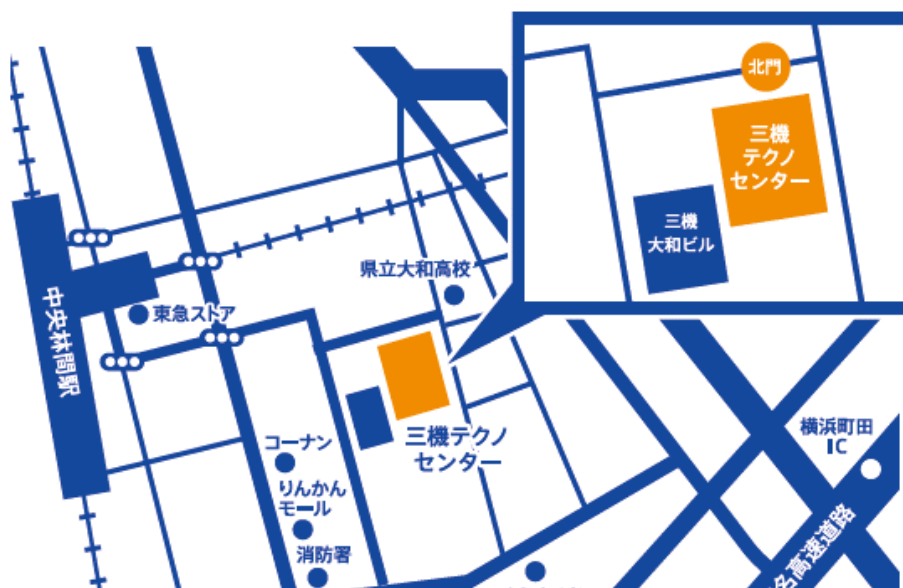 北門
三機
テクノ
センター
三機
大和ビル
県立大和高校
東急ストア
中央林間駅
三機テクノ
センター
コーナン
りんかん
モール
消防署
横浜町田
IC
名高速道路